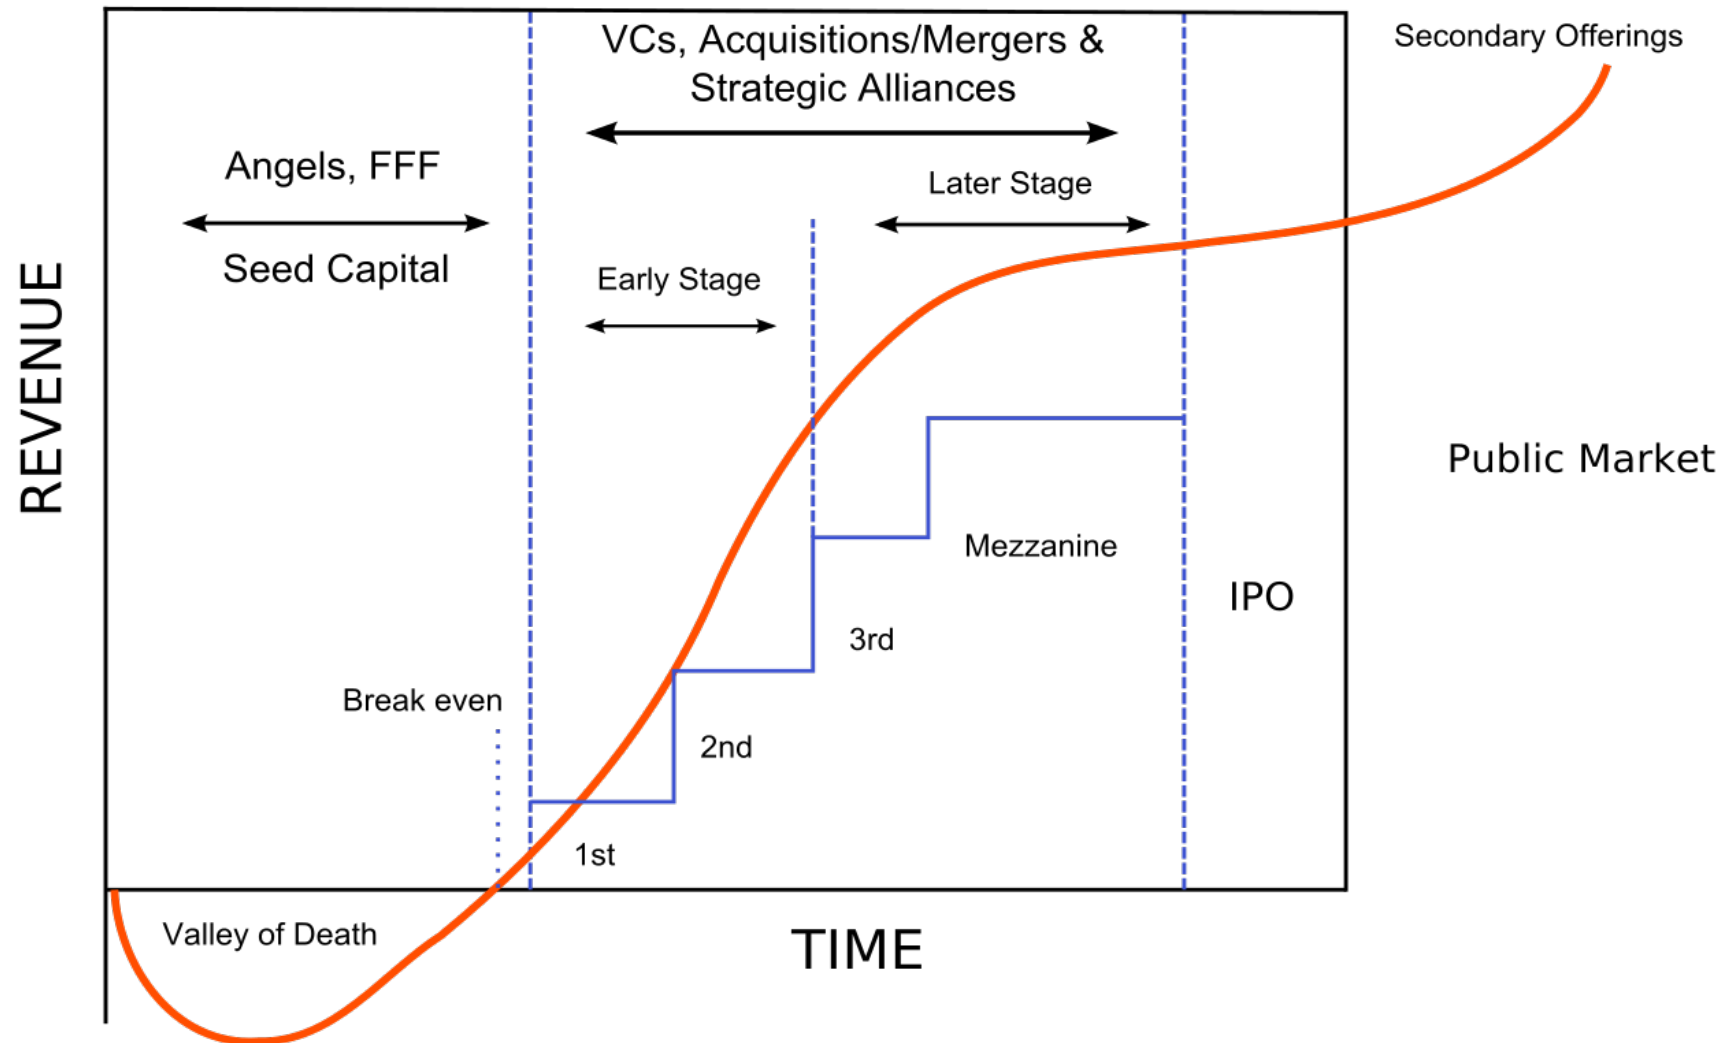 VCs, Acquisitions/Mergers &
Strategic Alliances
Secondary Offerings
Angels, FFF
Seed Capital
Later Stage
Early Stage
REVENUE
Public Market
Mezzanine
IPO
3rd
Break even
2nd
1st
Valley of Death
TIME